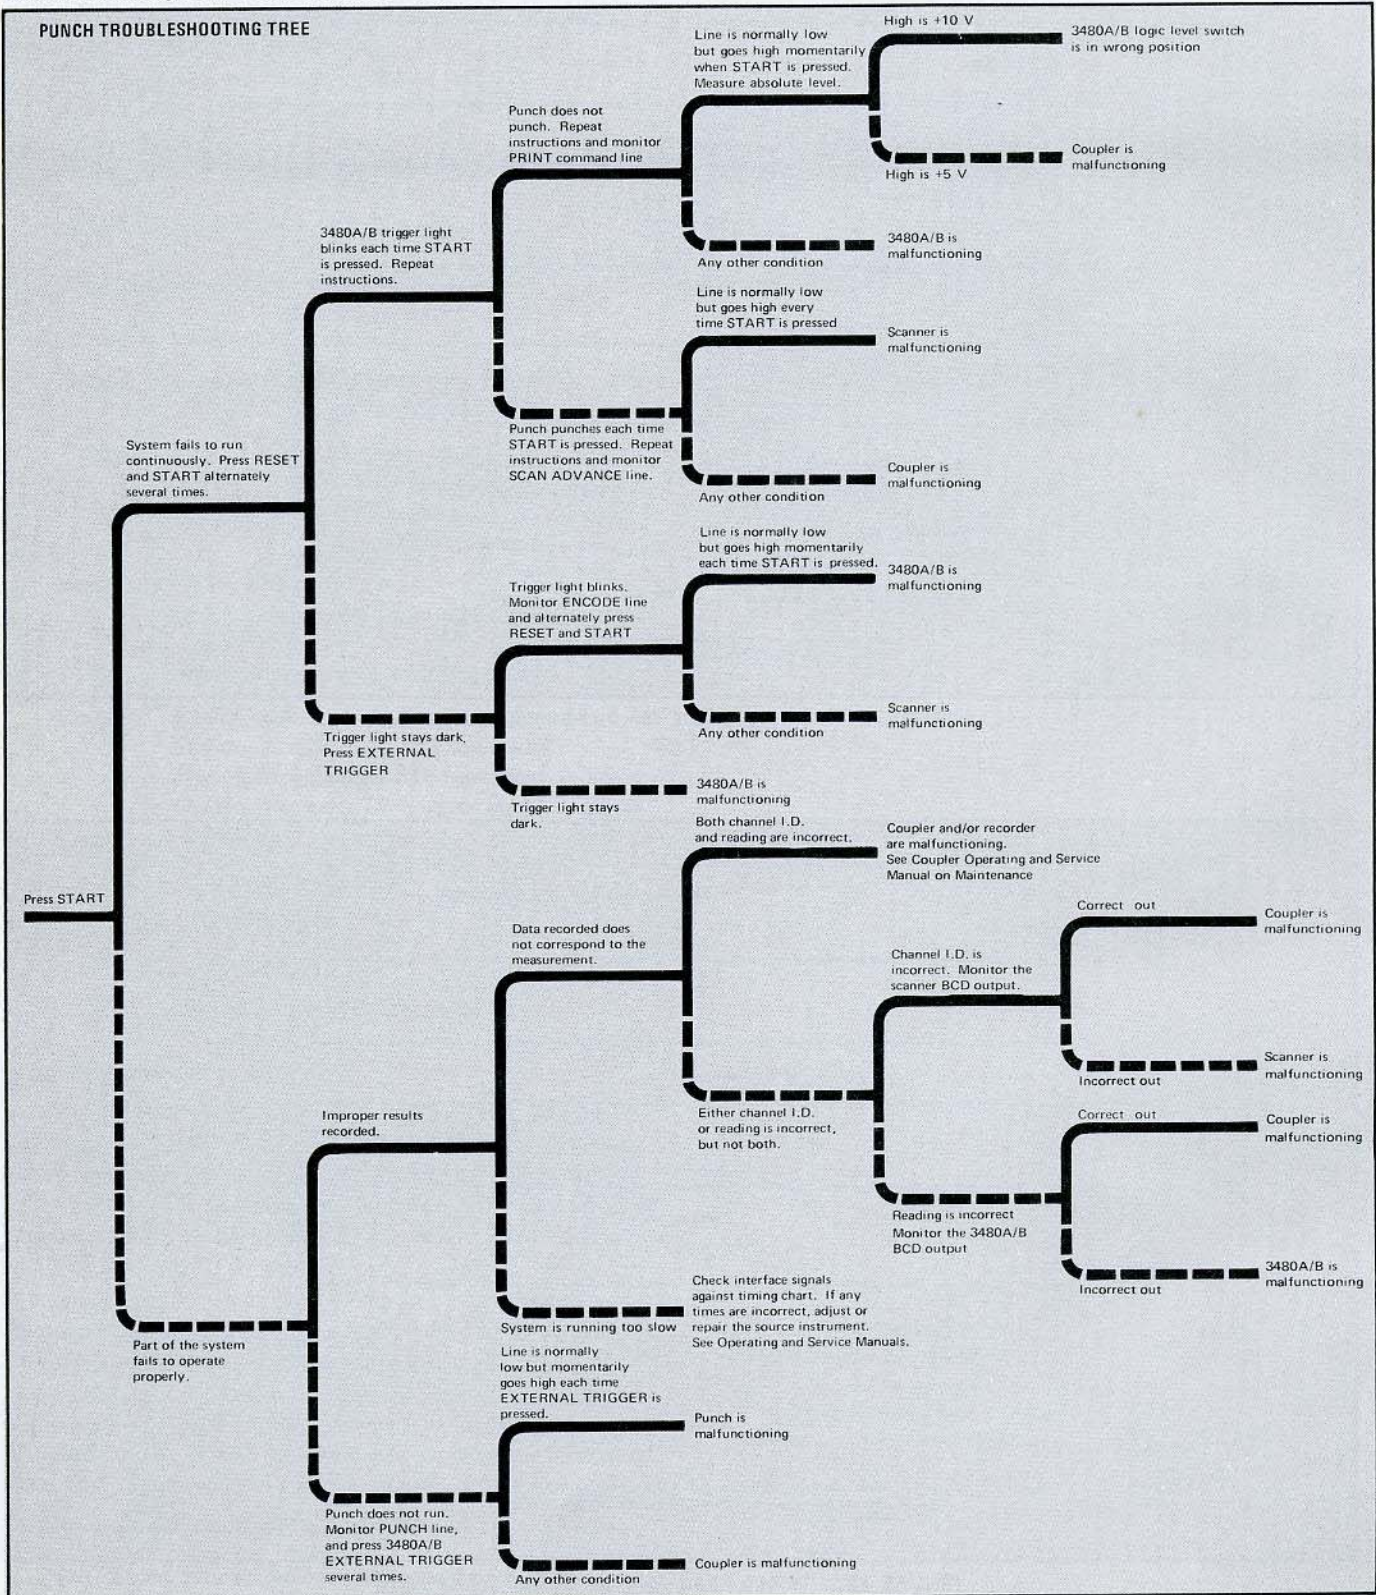 PUNCH TROUBLESHOOTING TREE
High is +10 V
3480A/B logic level switch
is in wrong position
Line is normally low
but goes high momentarily
when START is pressed.
Measure absolute level.
Punch does not
punch. Repeat
instructions and monitor
PRINT command line
Coupler is
malfunctioning
High is +5 V
3480A/B trigger light
blinks each time START
is pressed. Repeat
instructions.
3480A/B is
malfunctioning
Any other condition
Line is normally low
but goes high every
time START is pressed
Scanner is
malfunctioning
Punch punches each time
START is pressed. Repeat
instructions and monitor
SCAN ADVANCE line.
System fails to run
continuously. Press RESET
and START alternately
several times.
Coupler is
malfunctioning
Any other condition
Line is normally low
but goes high momentarily
each time START is pressed.
3480A/B is
malfunctioning
Trigger light blinks.
Monitor ENCODE line
and alternately press
RESET and START
Scanner is
malfunctioning
Any other condition
Trigger light stays dark.
Press EXTERNAL
TRIGGER
3480A/B is
malfunctioning
Trigger light stays
dark.
Both channel I.D.
and reading are incorrect.
Coupler and/or recorder
are malfunctioning.
See Coupler Operating and Service
Manual on Maintenance
Press START
Correct out
Coupler is
malfunctioning
Data recorded does
not correspond to the
measurement.
Channel I.D. is
incorrect. Monitor the
scanner BCD output.
Scanner is
malfunctioning
Incorrect out
Improper results
recorded.
Either channel I.D.
or reading is incorrect,
but not both.
Correct out
Coupler is
malfunctioning
Reading is incorrect
Monitor the 3480A/B
BCD output
3480A/B is
malfunctioning
Incorrect out
Check interface signals
against timing chart. If any
times are incorrect, adjust or
repair the source instrument.
See Operating and Service Manuals.
System is running too slow
Part of the system
fails to operate
properly.
Line is normally
low but momentarily
goes high each time
EXTERNAL TRIGGER is
pressed.
Punch is
malfunctioning
Punch does not run.
Monitor PUNCH line,
and press 3480A/B
EXTERNAL TRIGGER
several times.
Coupler is malfunctioning
Any other condition